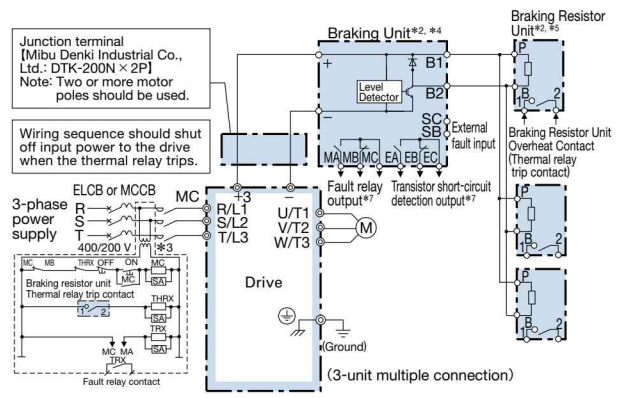 Junction terminal
【Mibu Denki Industrial Co.,
Ltd.: DTK-200N × 2P】
Note: Two or more motor
poles should be used.
Wiring sequence should shut
off input power to the drive
when the thermal relay trips.
Braking Unit*2, *4
+
−
Level
Detector
B1
B2
SC
SB
External
fault input
MA MB MC EA EB EC
Fault relay
output*7
Transistor short-circuit
detection output*7
Braking Resistor
Unit*2, *5
P
B
1 2
Braking Resistor Unit
Overheat Contact
(Thermal relay
trip contact)
P
B
1 2
P
B
1 2
ELCB or MCCB
MC
3-phase
power
supply
R
S
T
400/200 V
*3
+3
−
R/L1
S/L2
T/L3
U/T1
V/T2
W/T3
M
Drive
(Ground)
MC MB THRX OFF ON MC
MC
SA
Braking resistor unit
Thermal relay trip contact
1 2
THRX
SA
TRX
SA
MC MA
TRX
Fault relay contact
(3-unit multiple connection)